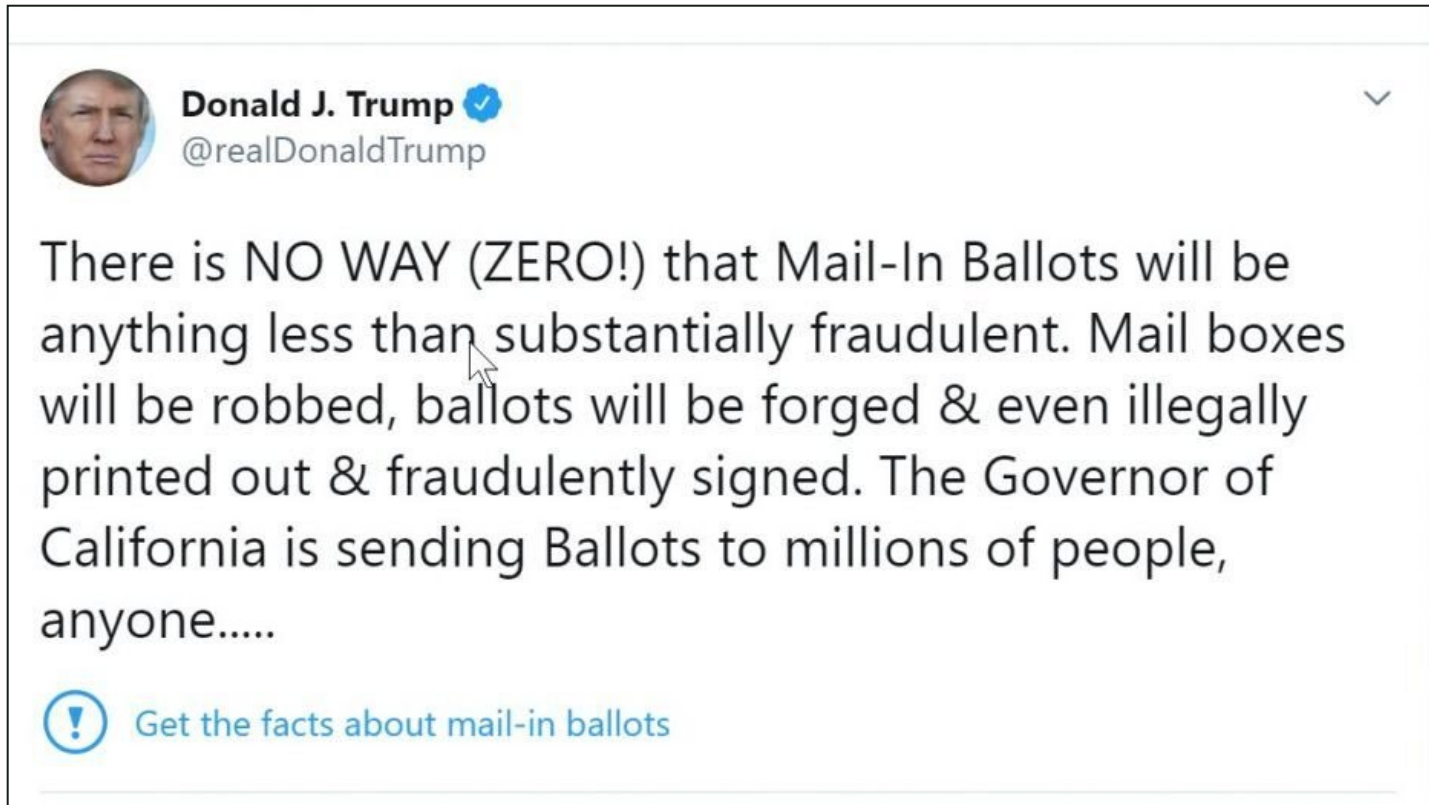 Donald J. Trump
@realDonaldTrump
There is NO WAY (ZERO!) that Mail-In Ballots will be
anything less than substantially fraudulent. Mail boxes
will be robbed, ballots will be forged & even illegally
printed out & fraudulently signed. The Governor of
California is sending Ballots to millions of people,
anyone.....
! Get the facts about mail-in ballots